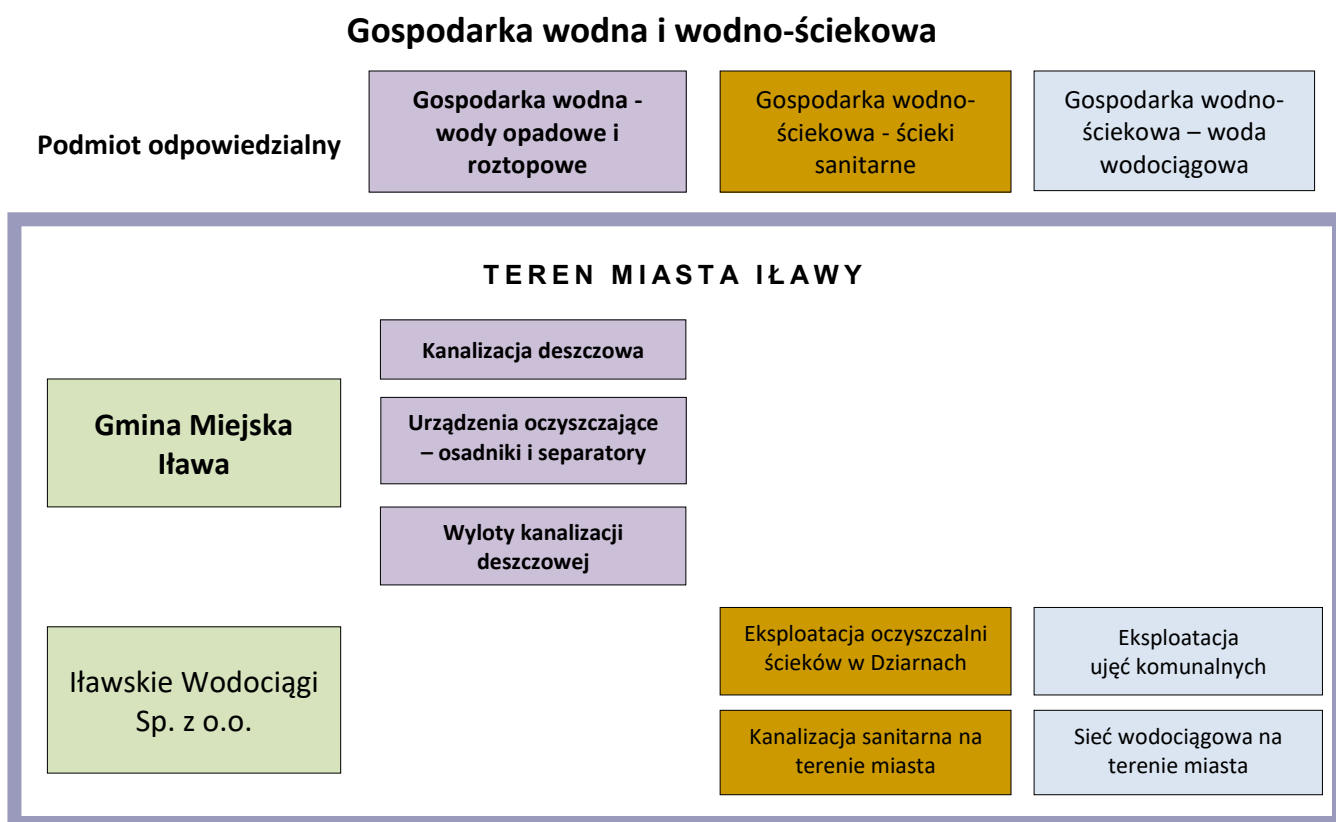 Gospodarka wodna i wodno-ściekowa
Podmiot odpowiedzialny
Gospodarka wodna -
wody opadowe i
roztopowe
Gospodarka wodno-
ściekowa - ścieki
sanitarne
Gospodarka wodno-
ściekowa – woda
wodociągowa
TEREN MIASTA IŁAWY
Gmina Miejska
Iława
Kanalizacja deszczowa
Urządzenia oczyszczające
– osadniki i separatory
Wyloty kanalizacji
deszczowej
Iławskie Wodociągi
Sp. z o.o.
Eksploatacja oczyszczalni
ścieków w Dziarnach
Eksploatacja
ujęć komunalnych
Kanalizacja sanitarna na
terenie miasta
Sieć wodociągowa na
terenie miasta